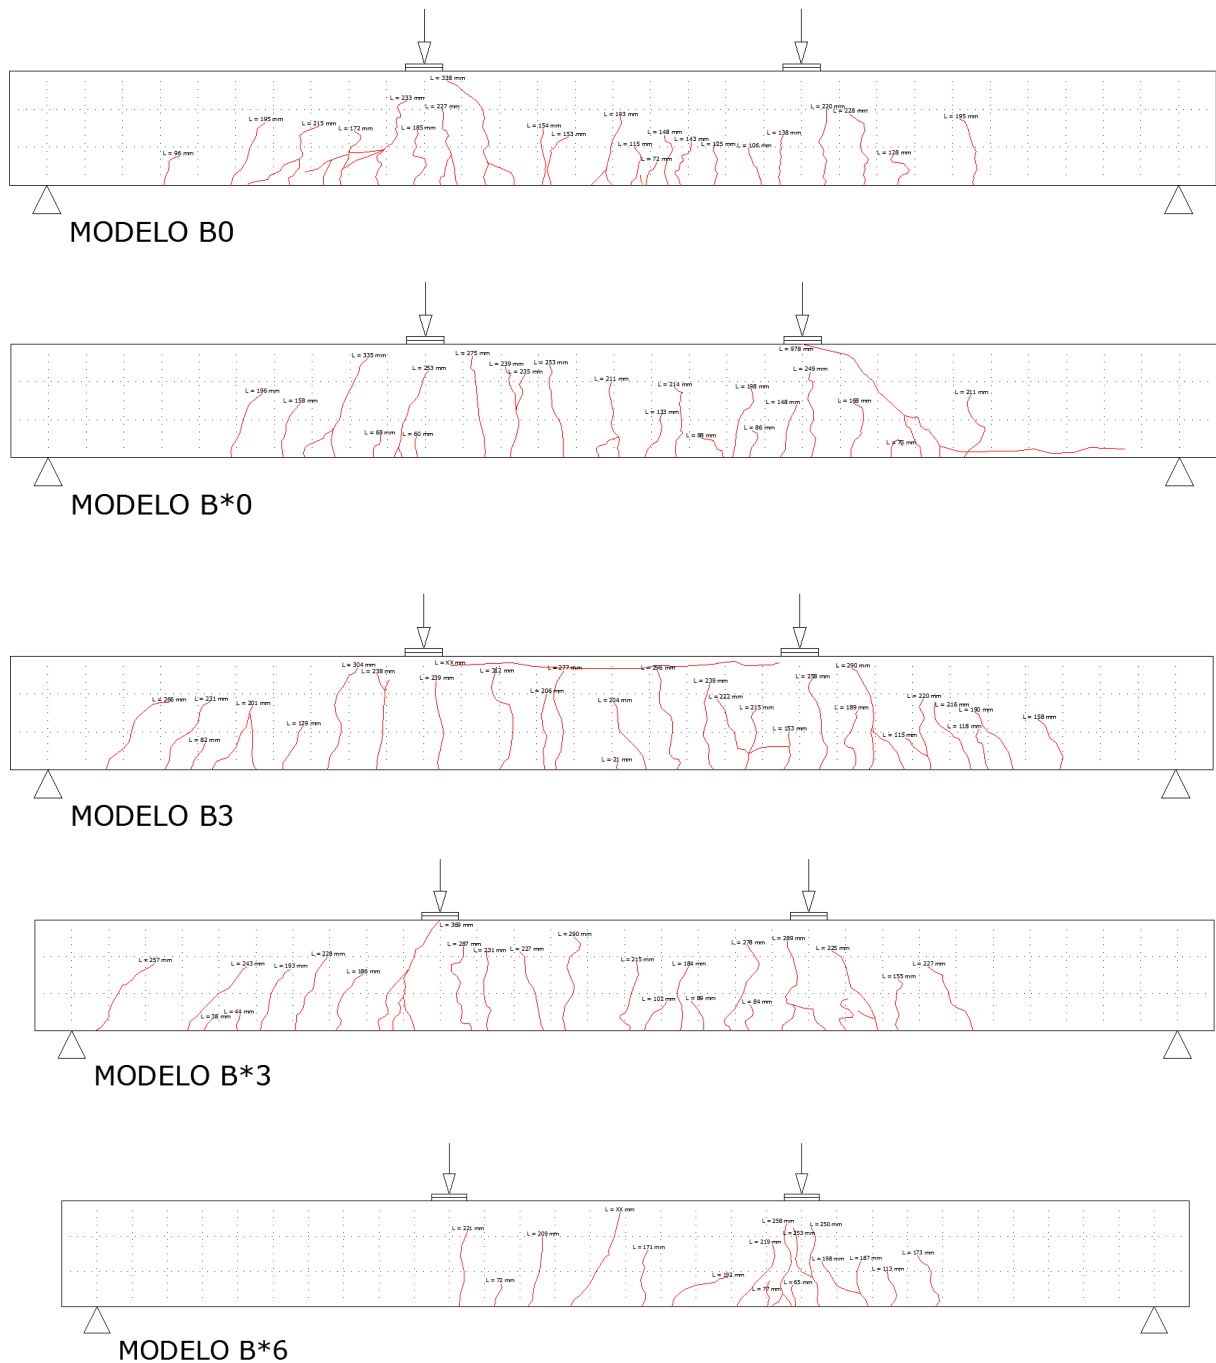 L = 338 mm
L = 233 mm
L = 227 mm
L = 195 mm
L = 215 mm
L = 172 mm
L = 185 mm
L = 96 mm
L = 154 mm
L = 153 mm
L = 193 mm
L = 115 mm
L = 148 mm
L = 143 mm
L = 72 mm
L = 125 mm
L = 106 mm
L = 138 mm
L = 220 mm
L = 228 mm
L = 128 mm
L = 195 mm
MODELO B0
L = 335 mm
L = 275 mm
L = 253 mm
L = 239 mm
L = 235 mm
L = 253 mm
L = 196 mm
L = 158 mm
L = 68 mm
L = 60 mm
L = 211 mm
L = 133 mm
L = 214 mm
L = 88 mm
L = 198 mm
L = 86 mm
L = 148 mm
L = 978 mm
L = 249 mm
L = 168 mm
L = 75 mm
L = 211 mm
MODELO B*0
L = 304 mm
L = 238 mm
L = XX mm
L = 239 mm
L = 312 mm
L = 277 mm
L = 206 mm
L = 296 mm
L = 204 mm
L = 21 mm
L = 239 mm
L = 222 mm
L = 215 mm
L = 153 mm
L = 258 mm
L = 290 mm
L = 189 mm
L = 115 mm
L = 220 mm
L = 216 mm
L = 190 mm
L = 118 mm
L = 158 mm
L = 231 mm
L = 82 mm
L = 201 mm
L = 129 mm
MODELO B3
L = 369 mm
L = 287 mm
L = 231 mm
L = 227 mm
L = 290 mm
L = 257 mm
L = 243 mm
L = 193 mm
L = 228 mm
L = 186 mm
L = 38 mm
L = 44 mm
L = 215 mm
L = 102 mm
L = 184 mm
L = 89 mm
L = 278 mm
L = 84 mm
L = 289 mm
L = 225 mm
L = 155 mm
L = 227 mm
MODELO B*3
L = XX mm
L = 221 mm
L = 72 mm
L = 209 mm
L = 171 mm
L = 192 mm
L = 258 mm
L = 253 mm
L = 250 mm
L = 219 mm
L = 65 mm
L = 198 mm
L = 187 mm
L = 113 mm
L = 173 mm
MODELO B*6